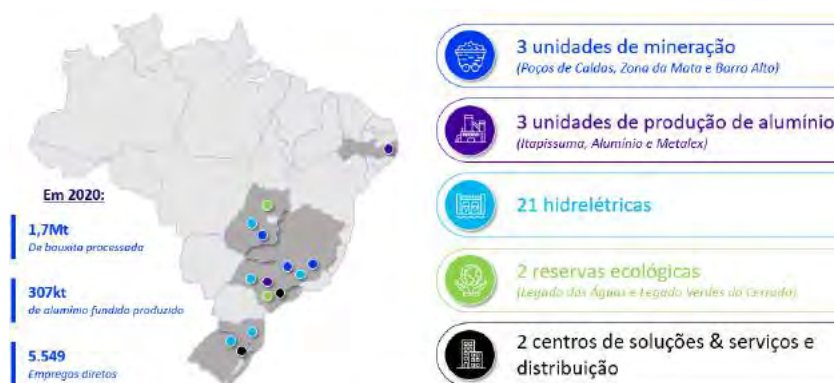 Em 2020:
1,7Mt
De bauxita processada
307kt
de alumímo fundido produzido
5.549
Empregos diretos
3 unidades de mineração
(Poços de Caldas, Zona da Mata e Barro Alto)
3 unidades de produção de alumínio
(Itapissuma, Alumínio e Metalex)
21 hidrelétricas
2 reservas ecológicas
(Legado das Águas e Legado Verdes do Cerrado)
2 centros de soluções & serviços e
distribuição